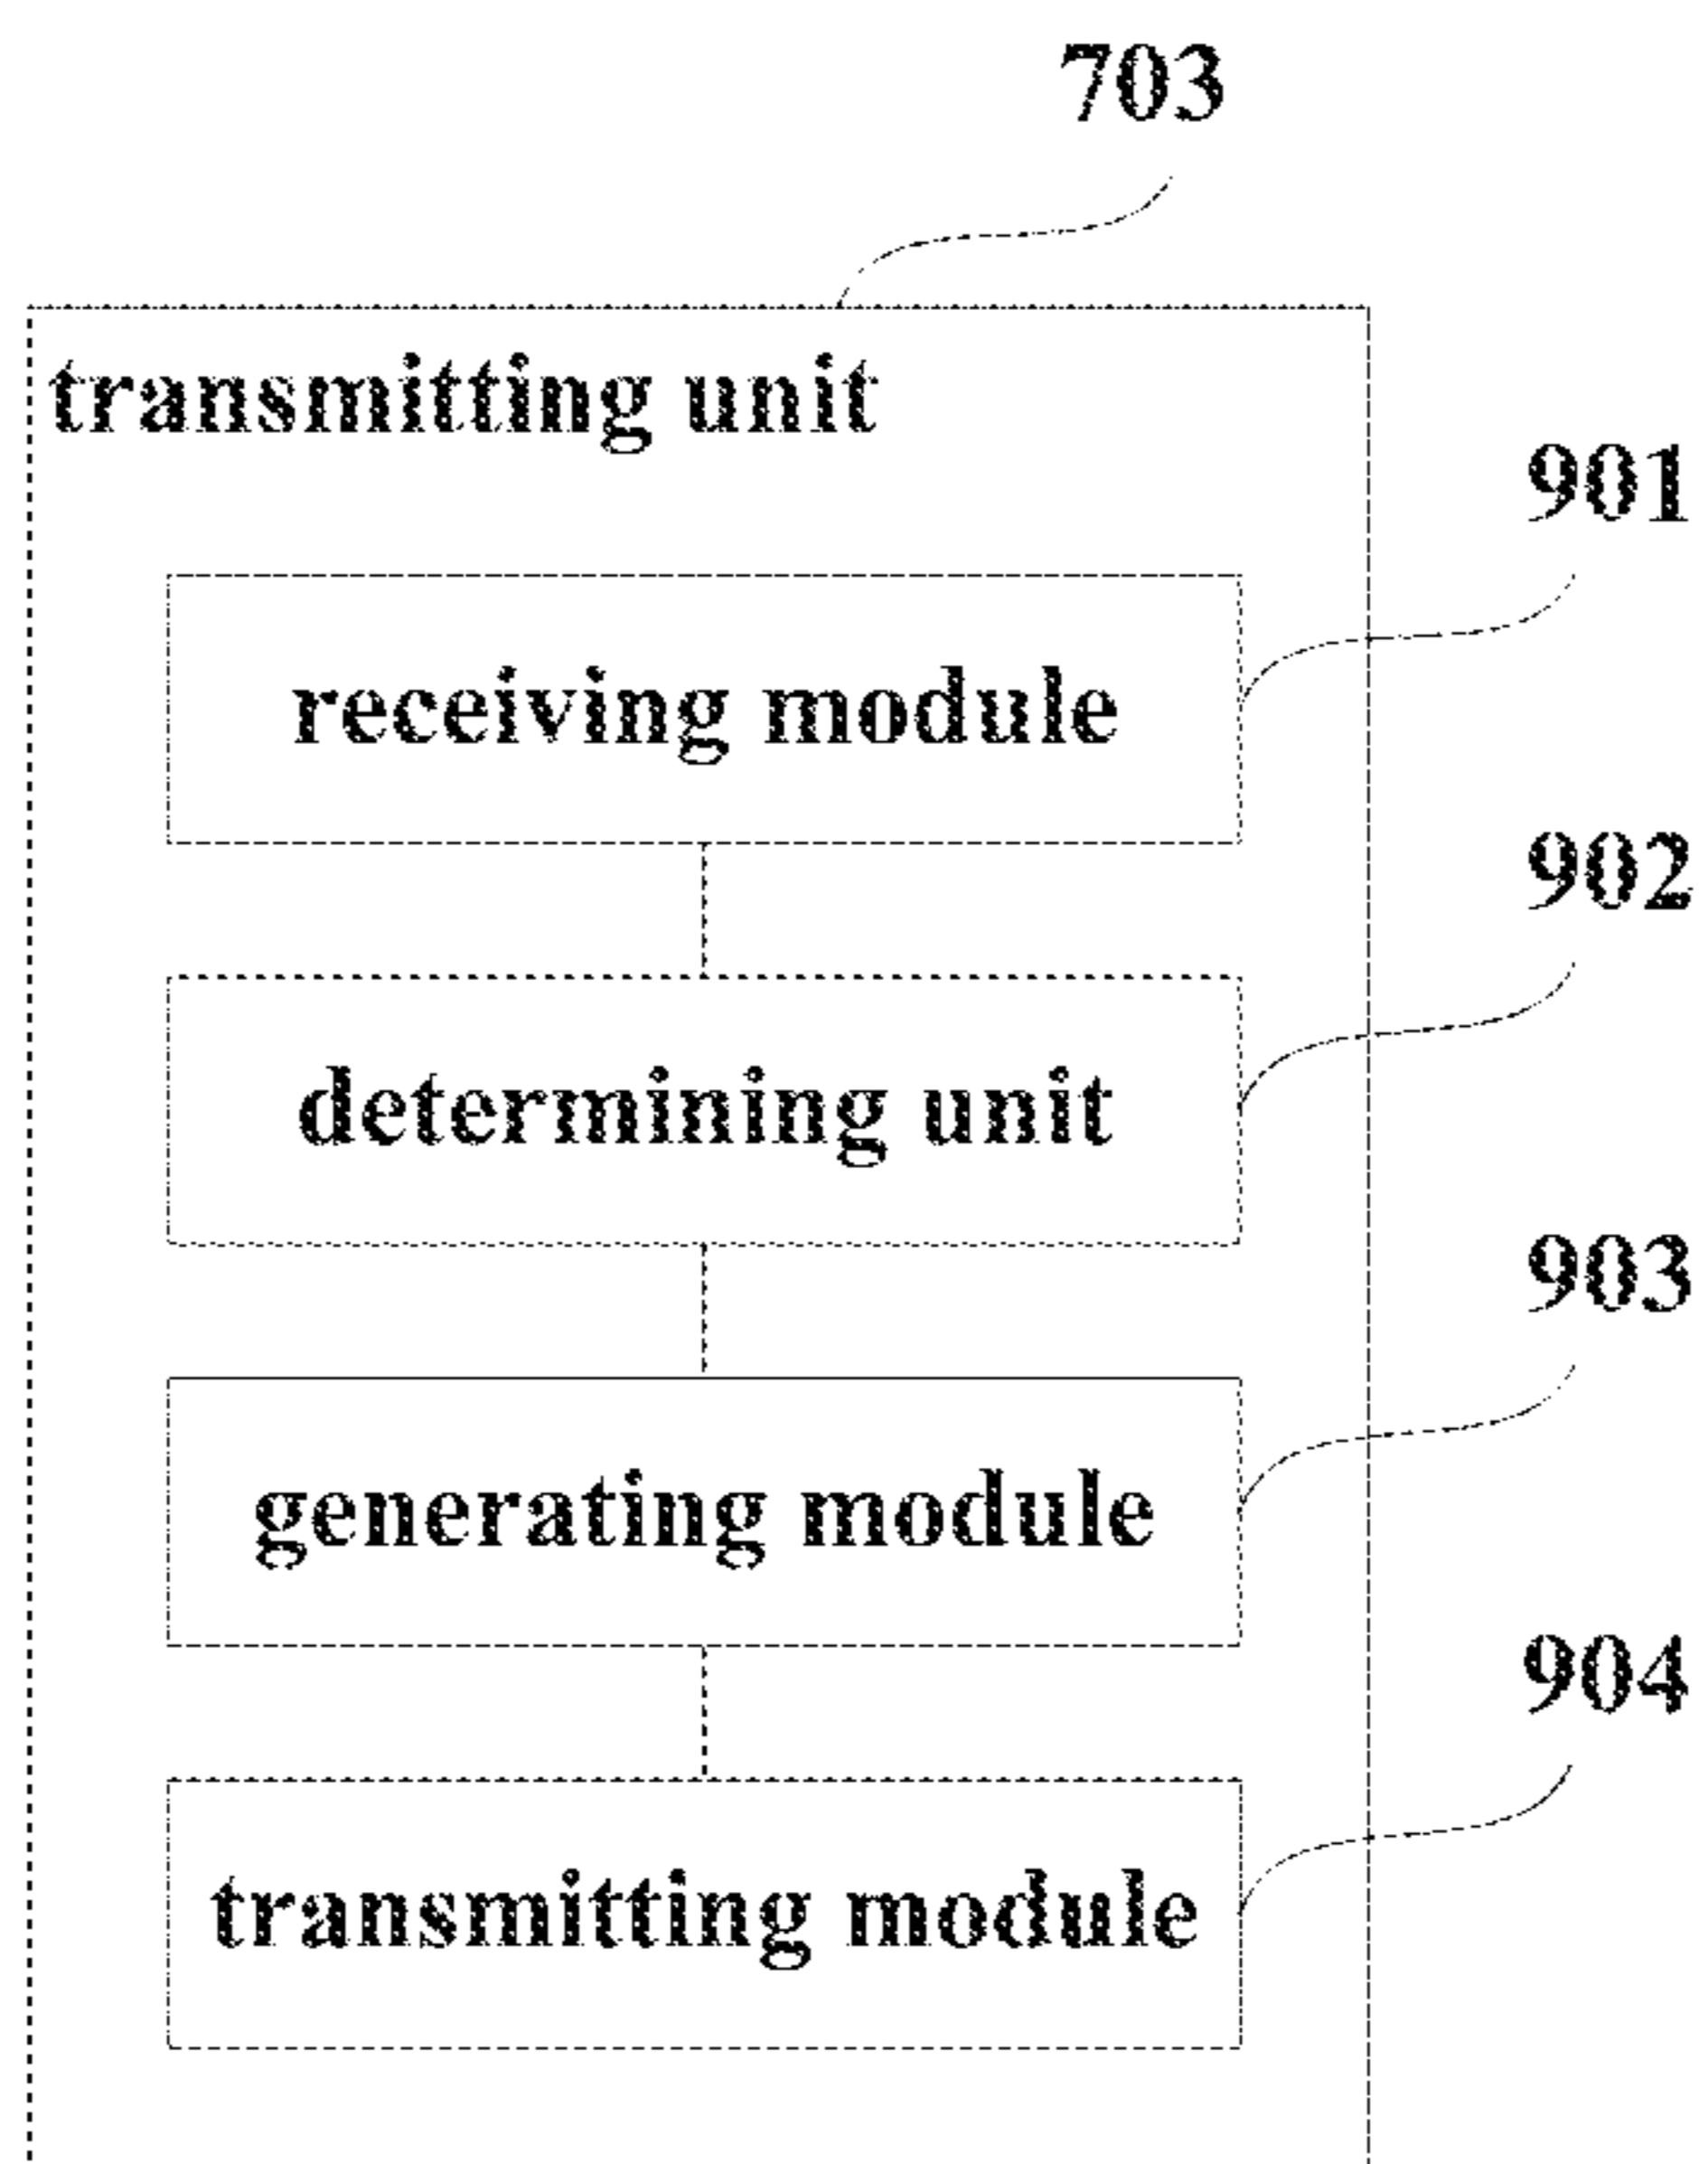 703
transmitting unit
901
receiving module
902
determining unit
903
generating module
904
transmitting module